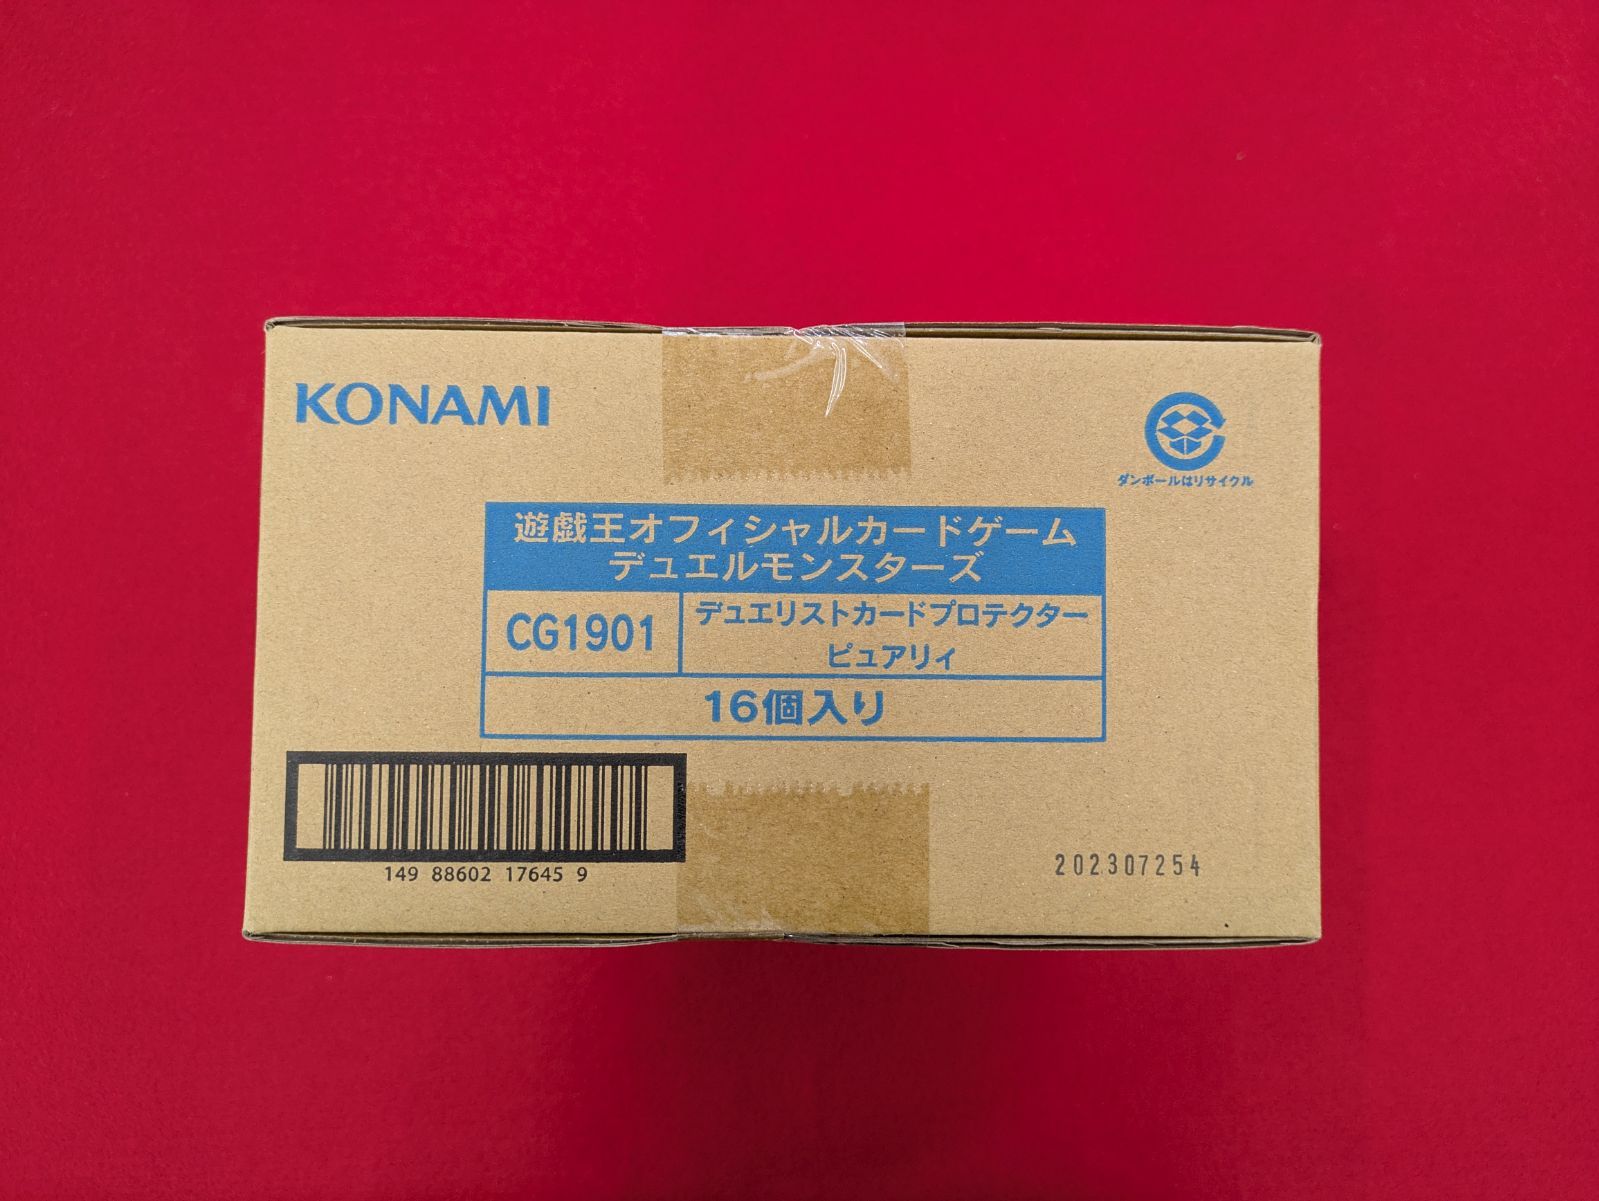 KONAMI
ダンボールはリサイクル
遊戯王オフィシャルカードゲーム
デュエルモンスターズ
CG1901
デュエリストカードプロテクター
ピュアリィ
16個入り
149 88602 17645 9
202307254